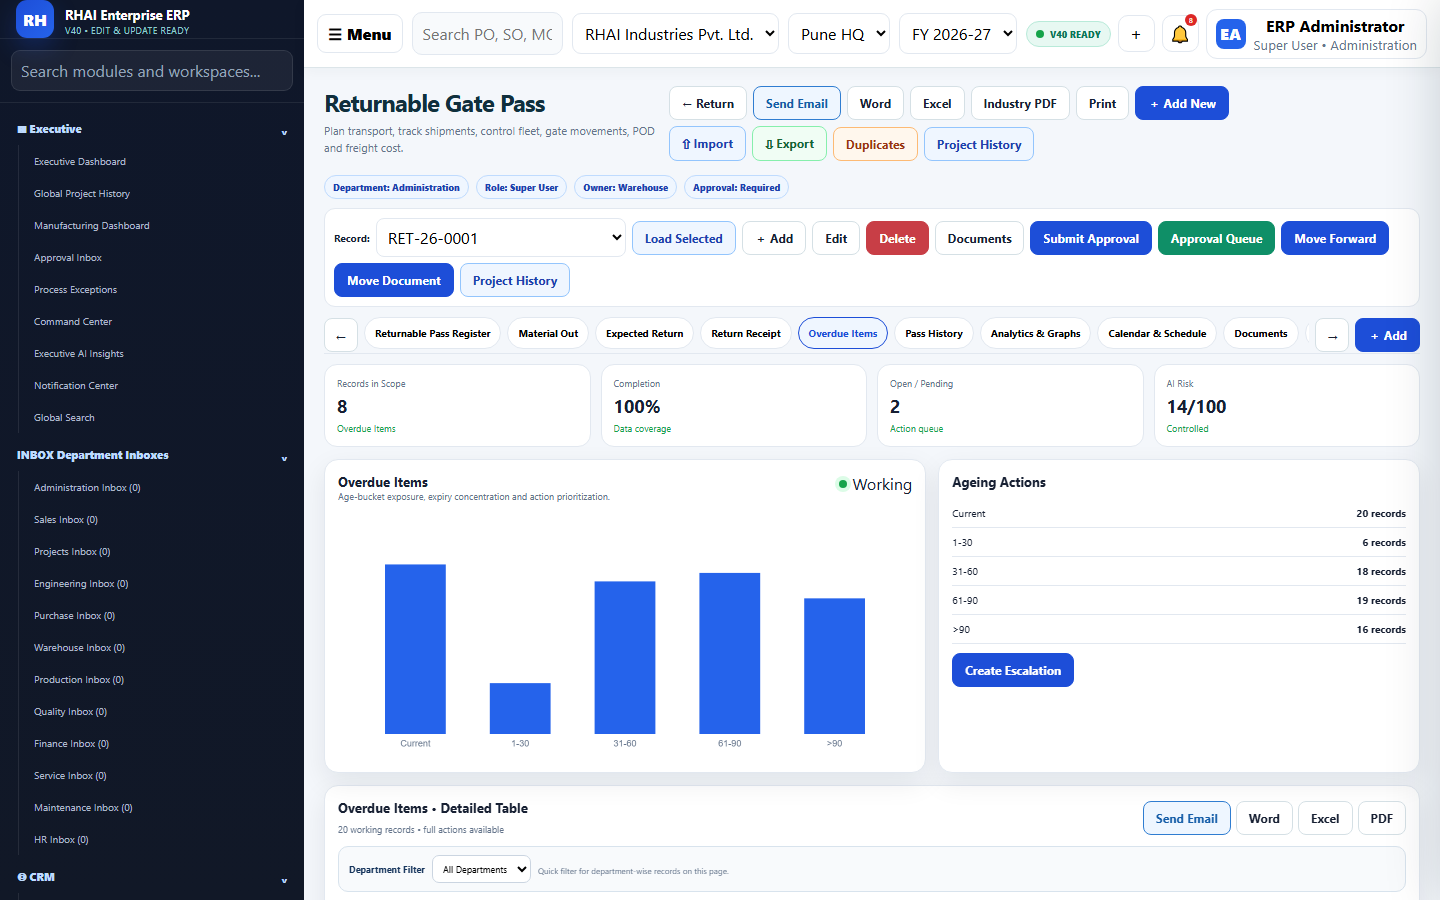 RH
RHAI Enterprise ERP
V40 • EDIT & UPDATE READY
Search modules and workspaces...
Executive
Executive Dashboard
Global Project History
Manufacturing Dashboard
Approval Inbox
Process Exceptions
Command Center
Executive AI Insights
Notification Center
Global Search
INBOX Department Inboxes
Administration Inbox (0)
Sales Inbox (0)
Projects Inbox (0)
Engineering Inbox (0)
Purchase Inbox (0)
Warehouse Inbox (0)
Production Inbox (0)
Quality Inbox (0)
Finance Inbox (0)
Service Inbox (0)
Maintenance Inbox (0)
HR Inbox (0)
CRM
☰ Menu
Search PO, SO, MO
RHAI Industries Pvt. Ltd.
Pune HQ
FY 2026-27
V40 READY
+
8
EA
ERP Administrator
Super User • Administration
Returnable Gate Pass
Plan transport, track shipments, control fleet, gate movements, POD
and freight cost.
← Return
Send Email
Word
Excel
Industry PDF
Print
+ Add New
⇧ Import
⇩ Export
Duplicates
Project History
Department: Administration
Role: Super User
Owner: Warehouse
Approval: Required
Record:
RET-26-0001
Load Selected
+ Add
Edit
Delete
Documents
Submit Approval
Approval Queue
Move Forward
Move Document
Project History
←
Returnable Pass Register
Material Out
Expected Return
Return Receipt
Overdue Items
Pass History
Analytics & Graphs
Calendar & Schedule
Documents
→
+ Add
Records in Scope
8
Overdue Items
Completion
100%
Data coverage
Open / Pending
2
Action queue
AI Risk
14/100
Controlled
Overdue Items
Age-bucket exposure, expiry concentration and action prioritization.
Working
Current
1-30
31-60
61-90
>90
Ageing Actions
Current 20 records
1-30 6 records
31-60 18 records
61-90 19 records
>90 16 records
Create Escalation
Overdue Items • Detailed Table
20 working records • full actions available
Send Email
Word
Excel
PDF
Department Filter
All Departments
Quick filter for department-wise records on this page.